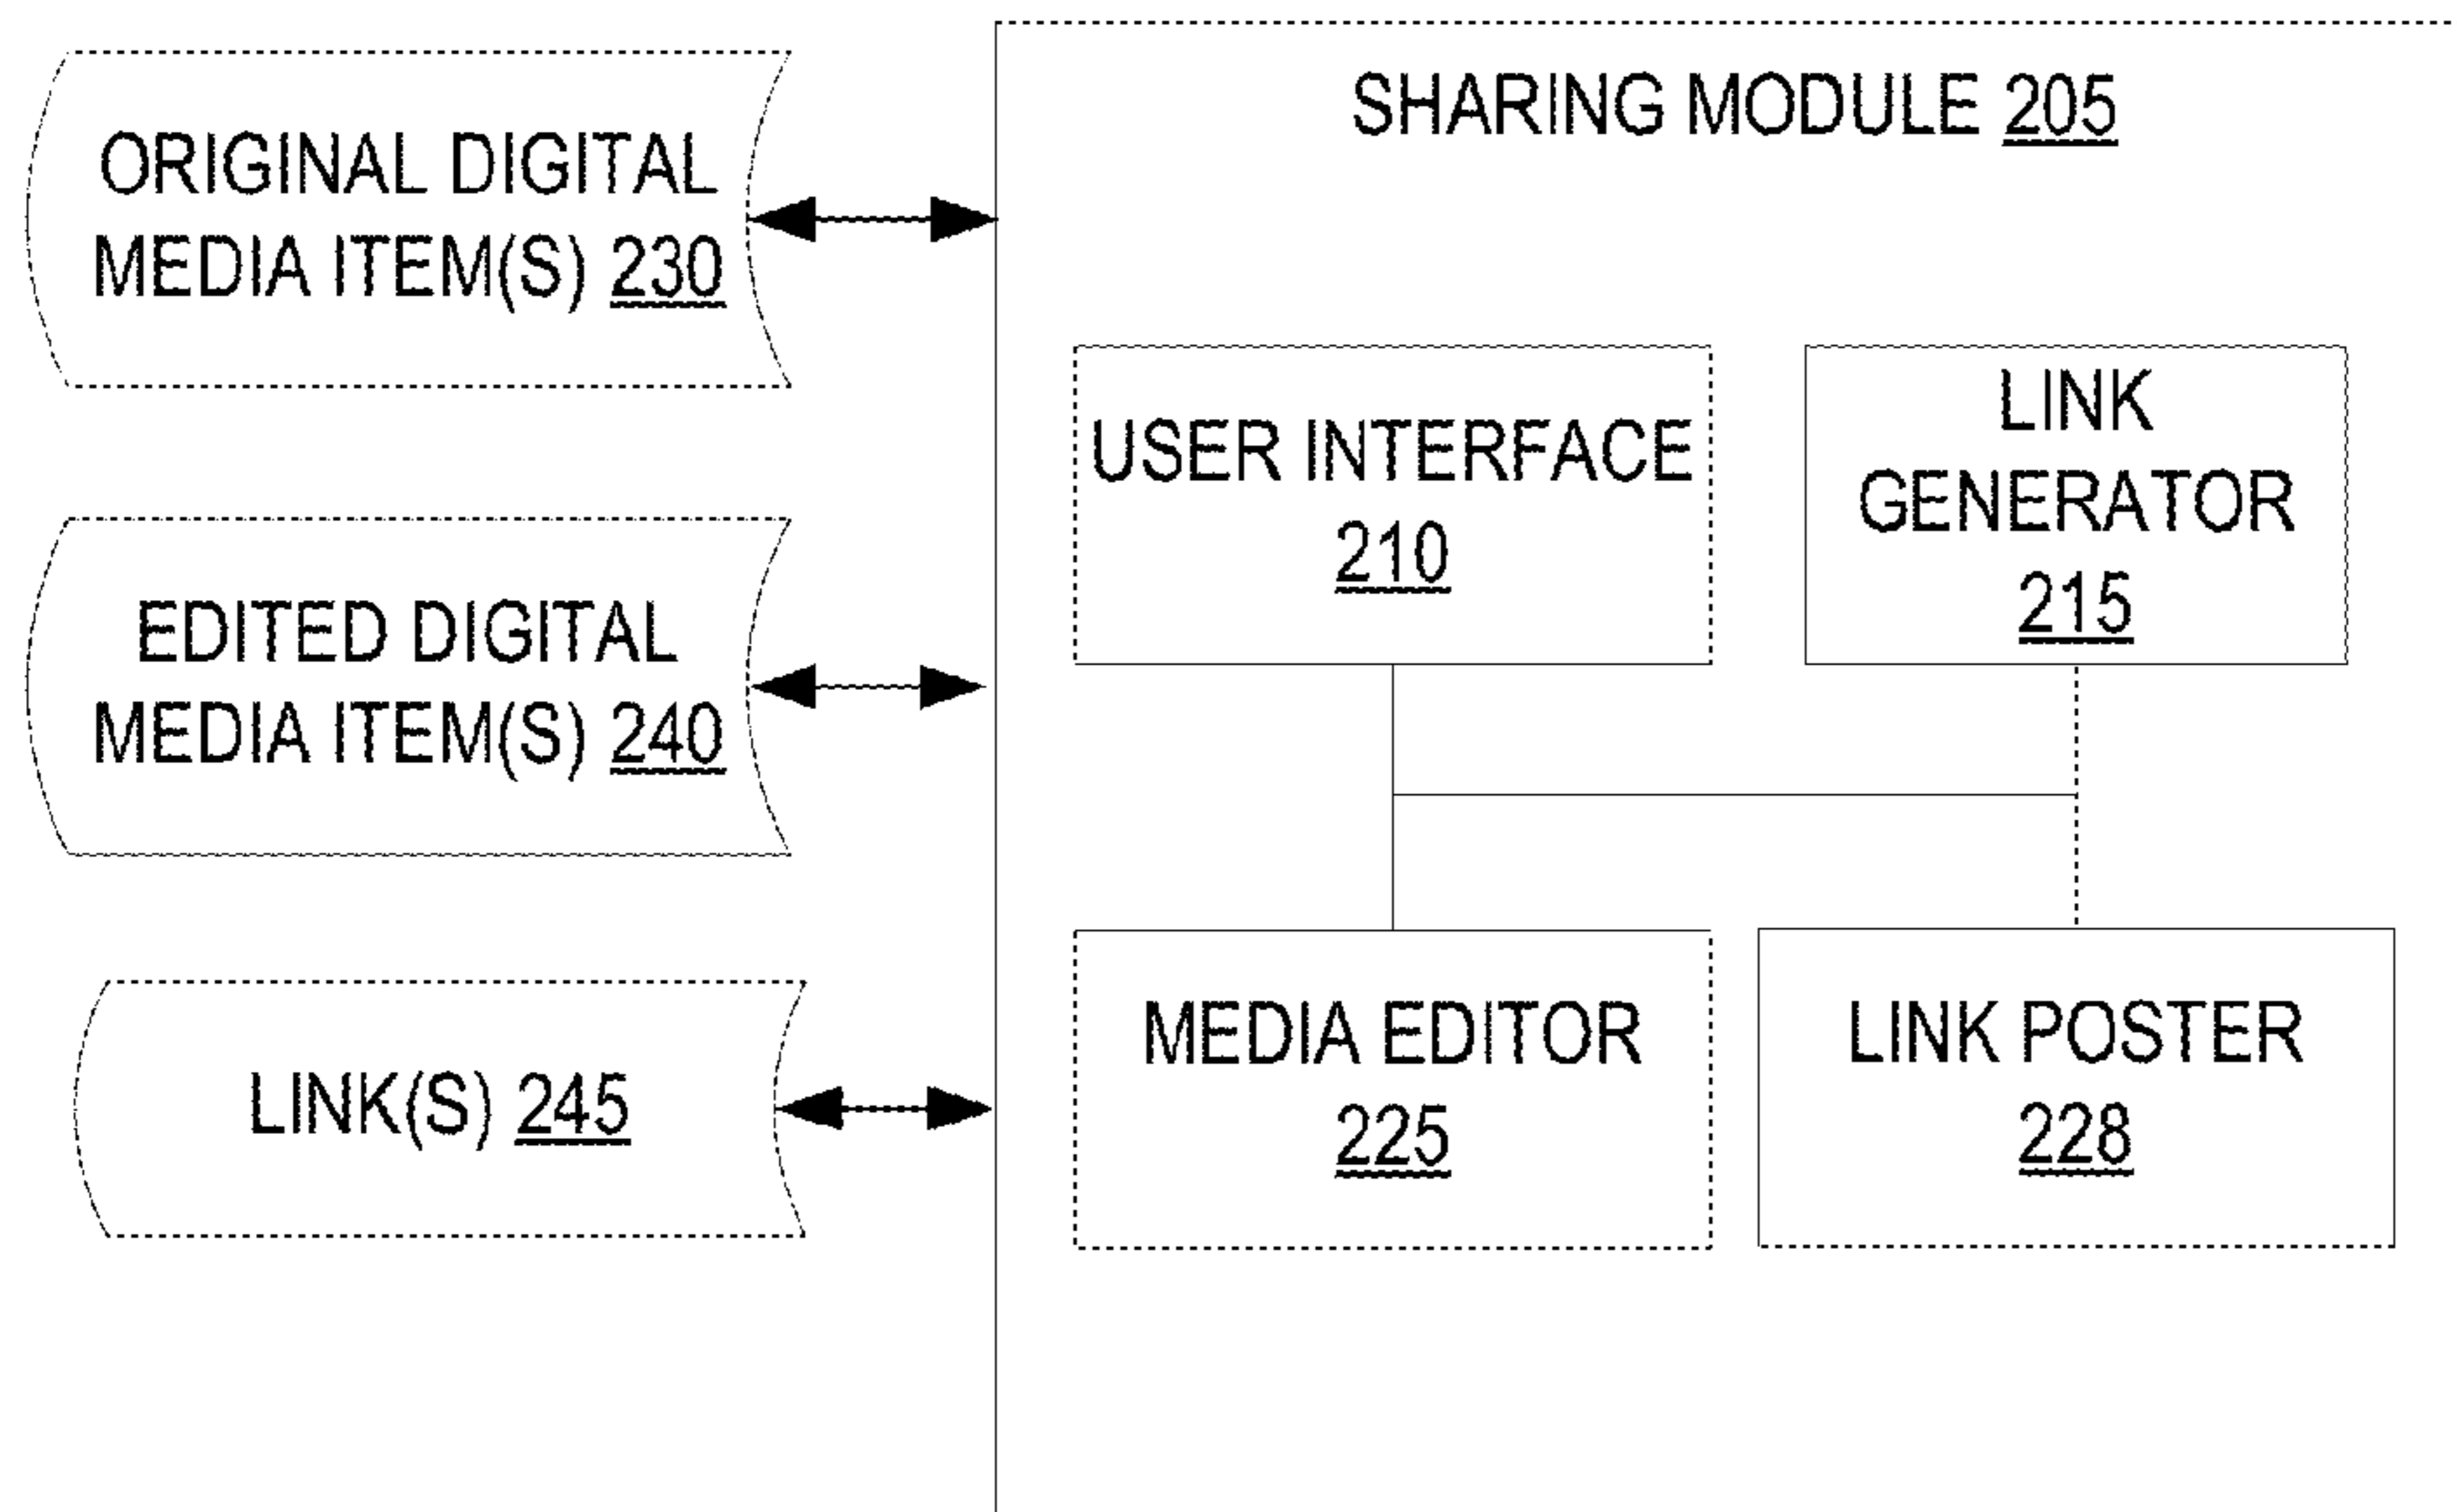 ORIGINAL DIGITAL
MEDIA ITEM(S) 230
EDITED DIGITAL
MEDIA ITEM(S) 240
LINK(S) 245
SHARING MODULE 205
USER INTERFACE
210
LINK
GENERATOR
215
MEDIA EDITOR
225
LINK POSTER
228